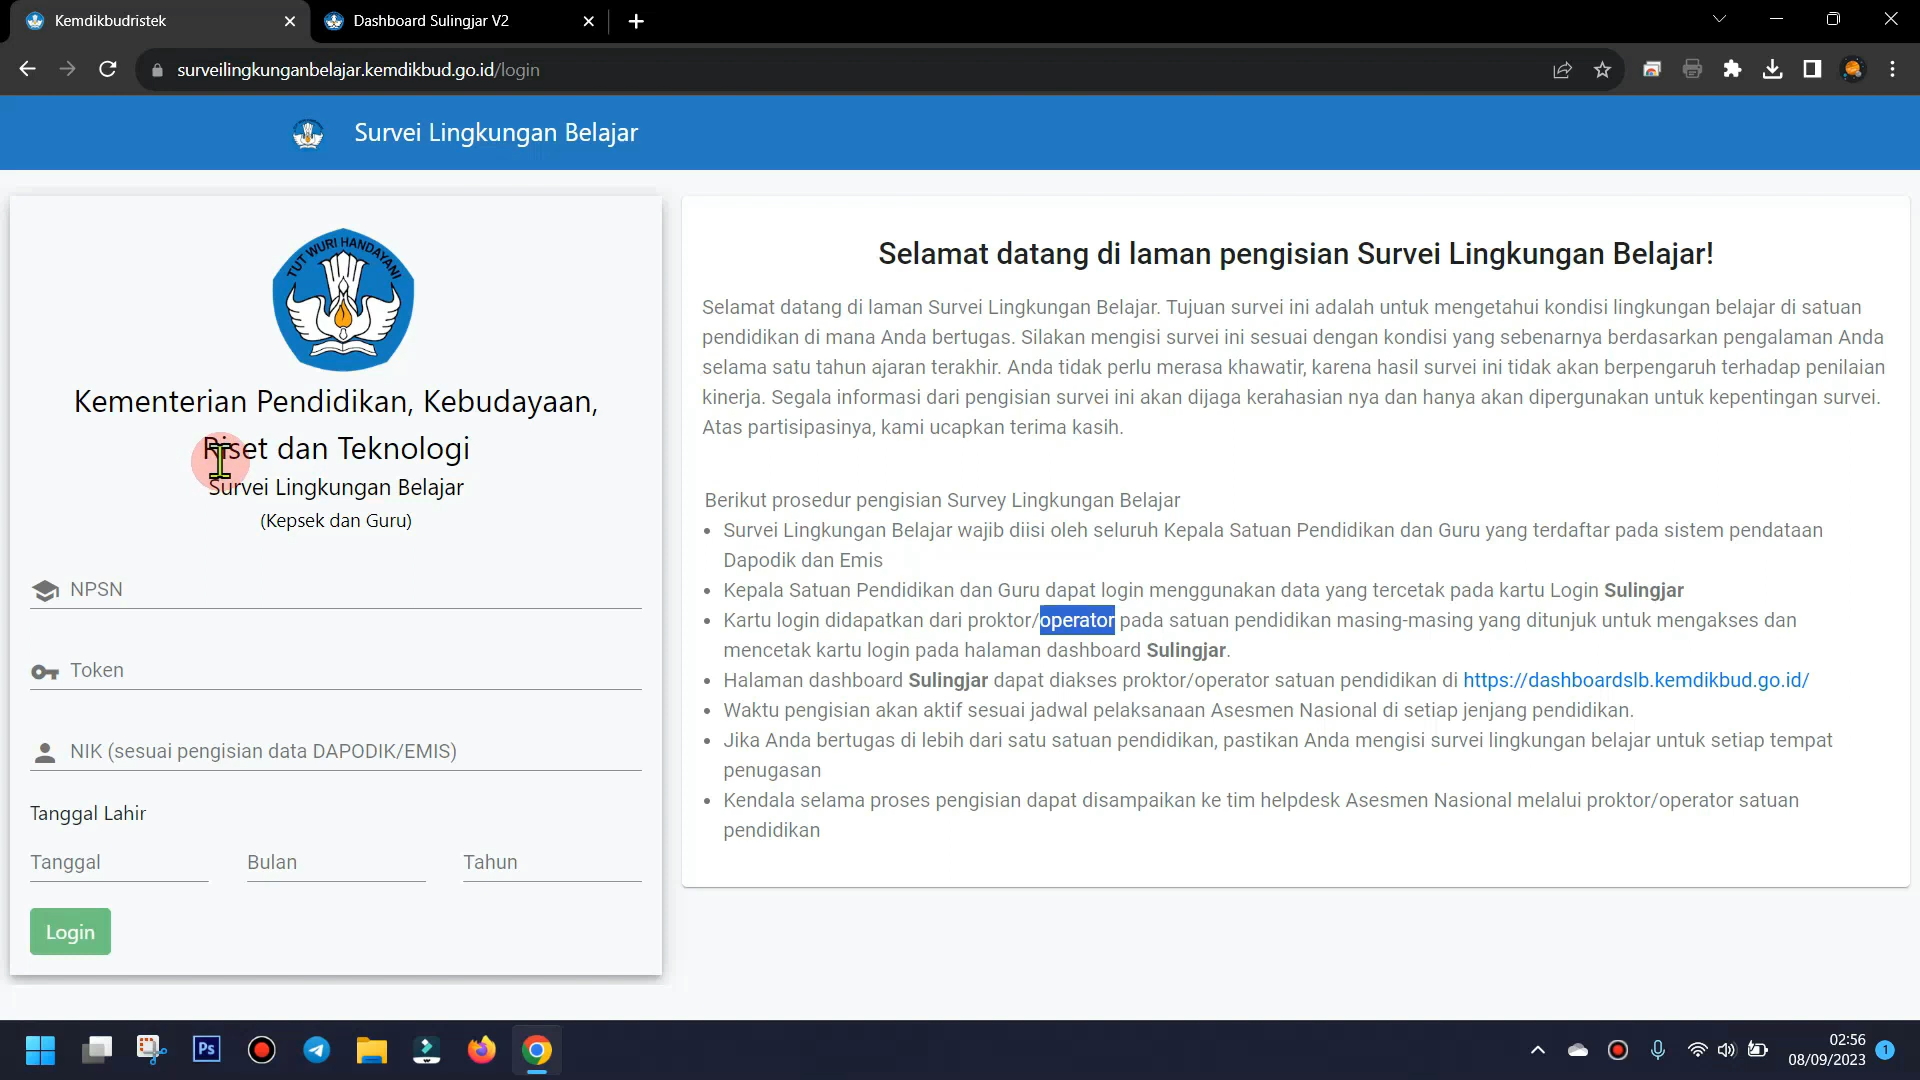 Kemdikbudristek
Dashboard Sulingjar V2
surveilingkunganbelajar.kemdikbud.go.id/login
Survei Lingkungan Belajar
TUT WURI HANDAYANI
Kementerian Pendidikan, Kebudayaan,
Riset dan Teknologi
Survei Lingkungan Belajar
(Kepsek dan Guru)
NPSN
Token
NIK (sesuai pengisian data DAPODIK/EMIS)
Tanggal Lahir
Tanggal Bulan Tahun
Login
Selamat datang di laman pengisian Survei Lingkungan Belajar!
Selamat datang di laman Survei Lingkungan Belajar. Tujuan survei ini adalah untuk mengetahui kondisi lingkungan belajar di satuan
pendidikan di mana Anda bertugas. Silakan mengisi survei ini sesuai dengan kondisi yang sebenarnya berdasarkan pengalaman Anda
selama satu tahun ajaran terakhir. Anda tidak perlu merasa khawatir, karena hasil survei ini tidak akan berpengaruh terhadap penilaian
kinerja. Segala informasi dari pengisian survei ini akan dijaga kerahasian nya dan hanya akan dipergunakan untuk kepentingan survei.
Atas partisipasinya, kami ucapkan terima kasih.
Berikut prosedur pengisian Survey Lingkungan Belajar
• Survei Lingkungan Belajar wajib diisi oleh seluruh Kepala Satuan Pendidikan dan Guru yang terdaftar pada sistem pendataan
Dapodik dan Emis
• Kepala Satuan Pendidikan dan Guru dapat login menggunakan data yang tercetak pada kartu Login Sulingjar
• Kartu login didapatkan dari proktor/operator pada satuan pendidikan masing-masing yang ditunjuk untuk mengakses dan
mencetak kartu login pada halaman dashboard Sulingjar.
• Halaman dashboard Sulingjar dapat diakses proktor/operator satuan pendidikan di https://dashboardslb.kemdikbud.go.id/
• Waktu pengisian akan aktif sesuai jadwal pelaksanaan Asesmen Nasional di setiap jenjang pendidikan.
• Jika Anda bertugas di lebih dari satu satuan pendidikan, pastikan Anda mengisi survei lingkungan belajar untuk setiap tempat
penugasan
• Kendala selama proses pengisian dapat disampaikan ke tim helpdesk Asesmen Nasional melalui proktor/operator satuan
pendidikan
Ps
02:56
08/09/2023
1